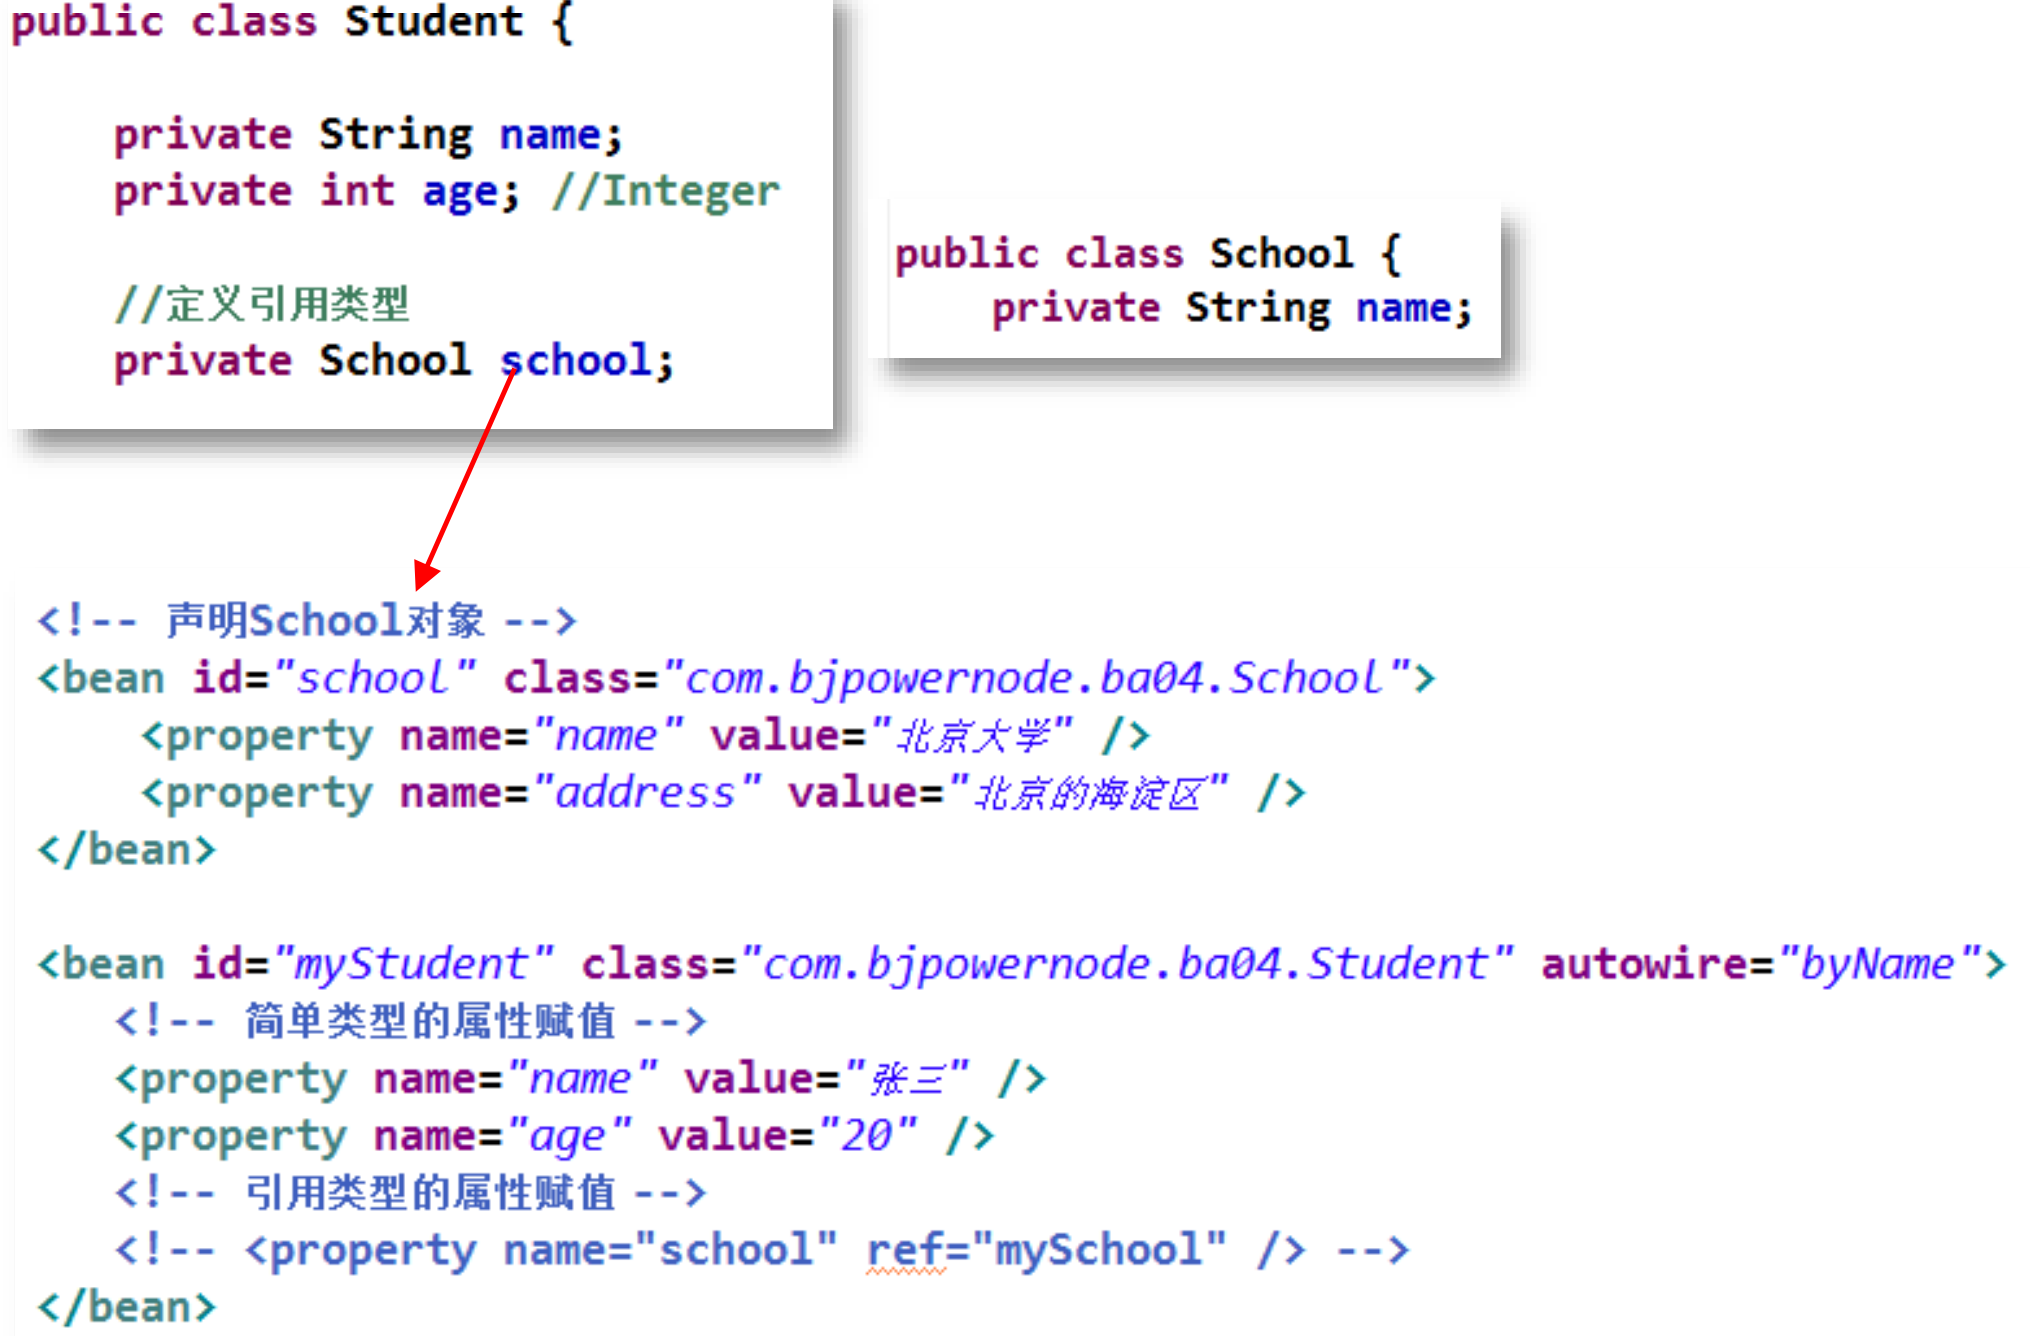 public class Student {
private String name;
private int age; //Integer
//定义引用类型
private School school;
public class School {
private String name;
<!-- 声明School对象 -->
<bean id="school" class="com.bjpowernode.ba04.School">
<property name="name" value="北京大学" />
<property name="address" value="北京的海淀区" />
</bean>
<bean id="myStudent" class="com.bjpowernode.ba04.Student" autowire="byName">
<!-- 简单类型的属性赋值 -->
<property name="name" value="张三" />
<property name="age" value="20" />
<!-- 引用类型的属性赋值 -->
<!-- <property name="school" ref="mySchool" /> -->
</bean>